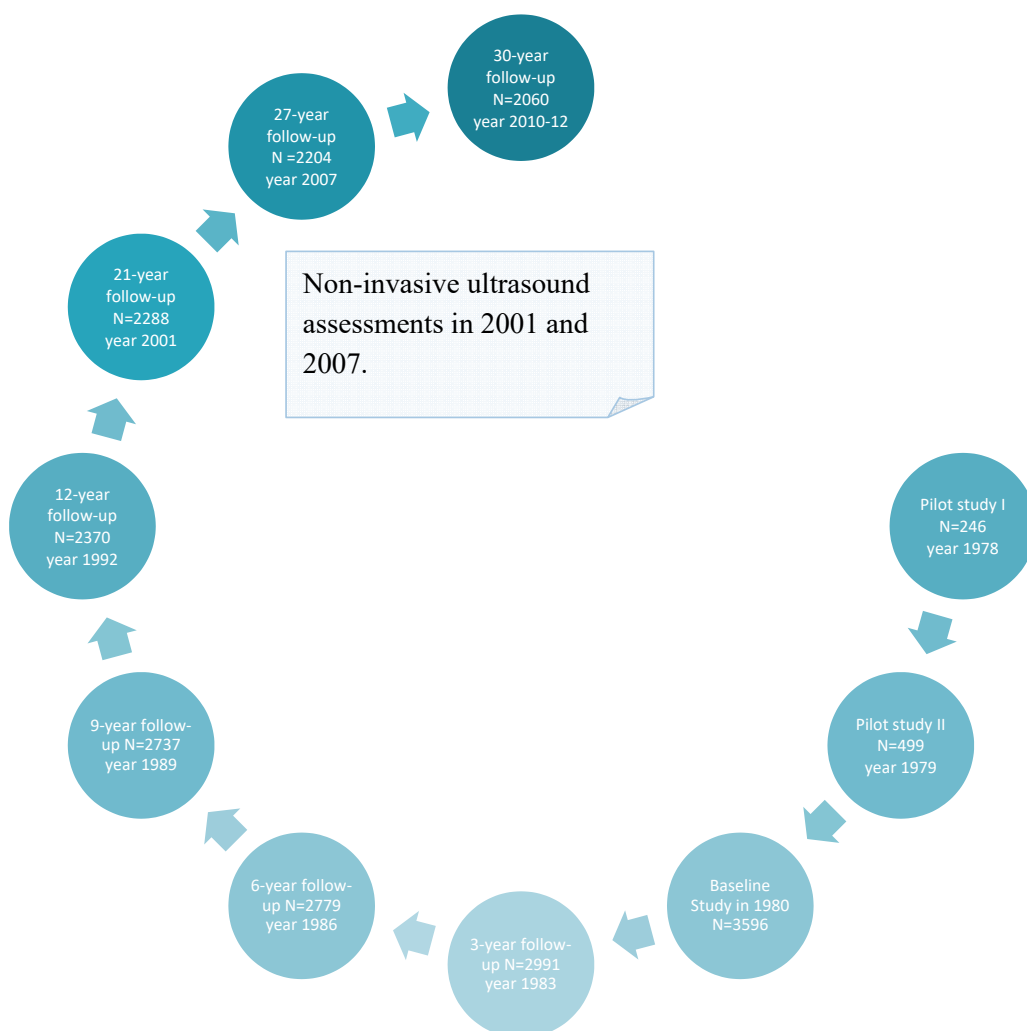 30-year
follow-up
N=2060
year 2010-12
27-year
follow-up
N =2204
year 2007
21-year
follow-up
N=2288
year 2001
Non-invasive ultrasound
assessments in 2001 and
2007.
12-year
follow-up
N=2370
year 1992
Pilot study I
N=246
year 1978
9-year follow-
up N=2737
year 1989
Pilot study II
N=499
year 1979
6-year follow-
up N=2779
year 1986
Baseline
Study in 1980
N=3596
3-year follow-
up N=2991
year 1983